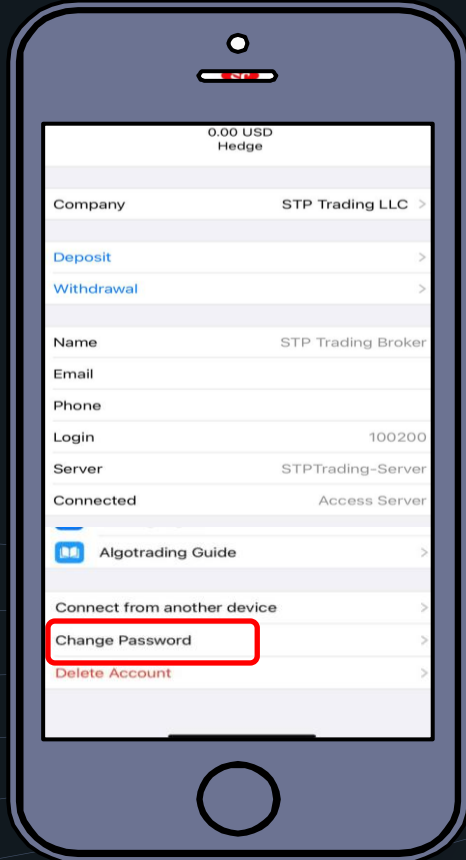 0.00 USD
Hedge
Company STP Trading LLC >
Deposit >
Withdrawal >
Name STP Trading Broker
Email
Phone
Login 100200
Server STPTrading-Server
Connected Access Server
Algotrading Guide >
Connect from another device >
Change Password >
Delete Account >